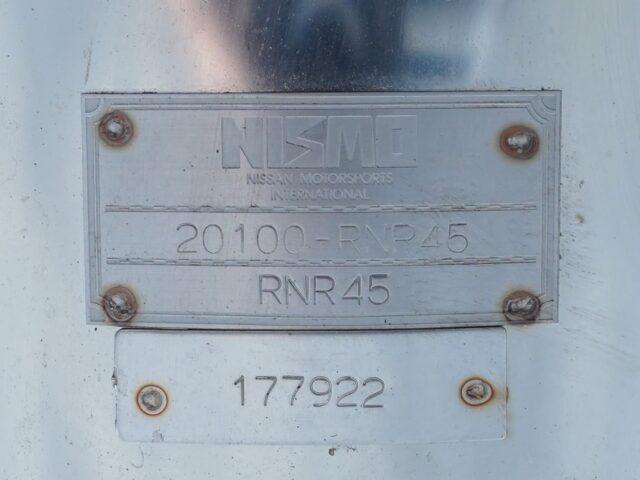 NISMO
NISSAN MOTORSPORTS
INTERNATIONAL
20100-RNR45
RNR45
177922